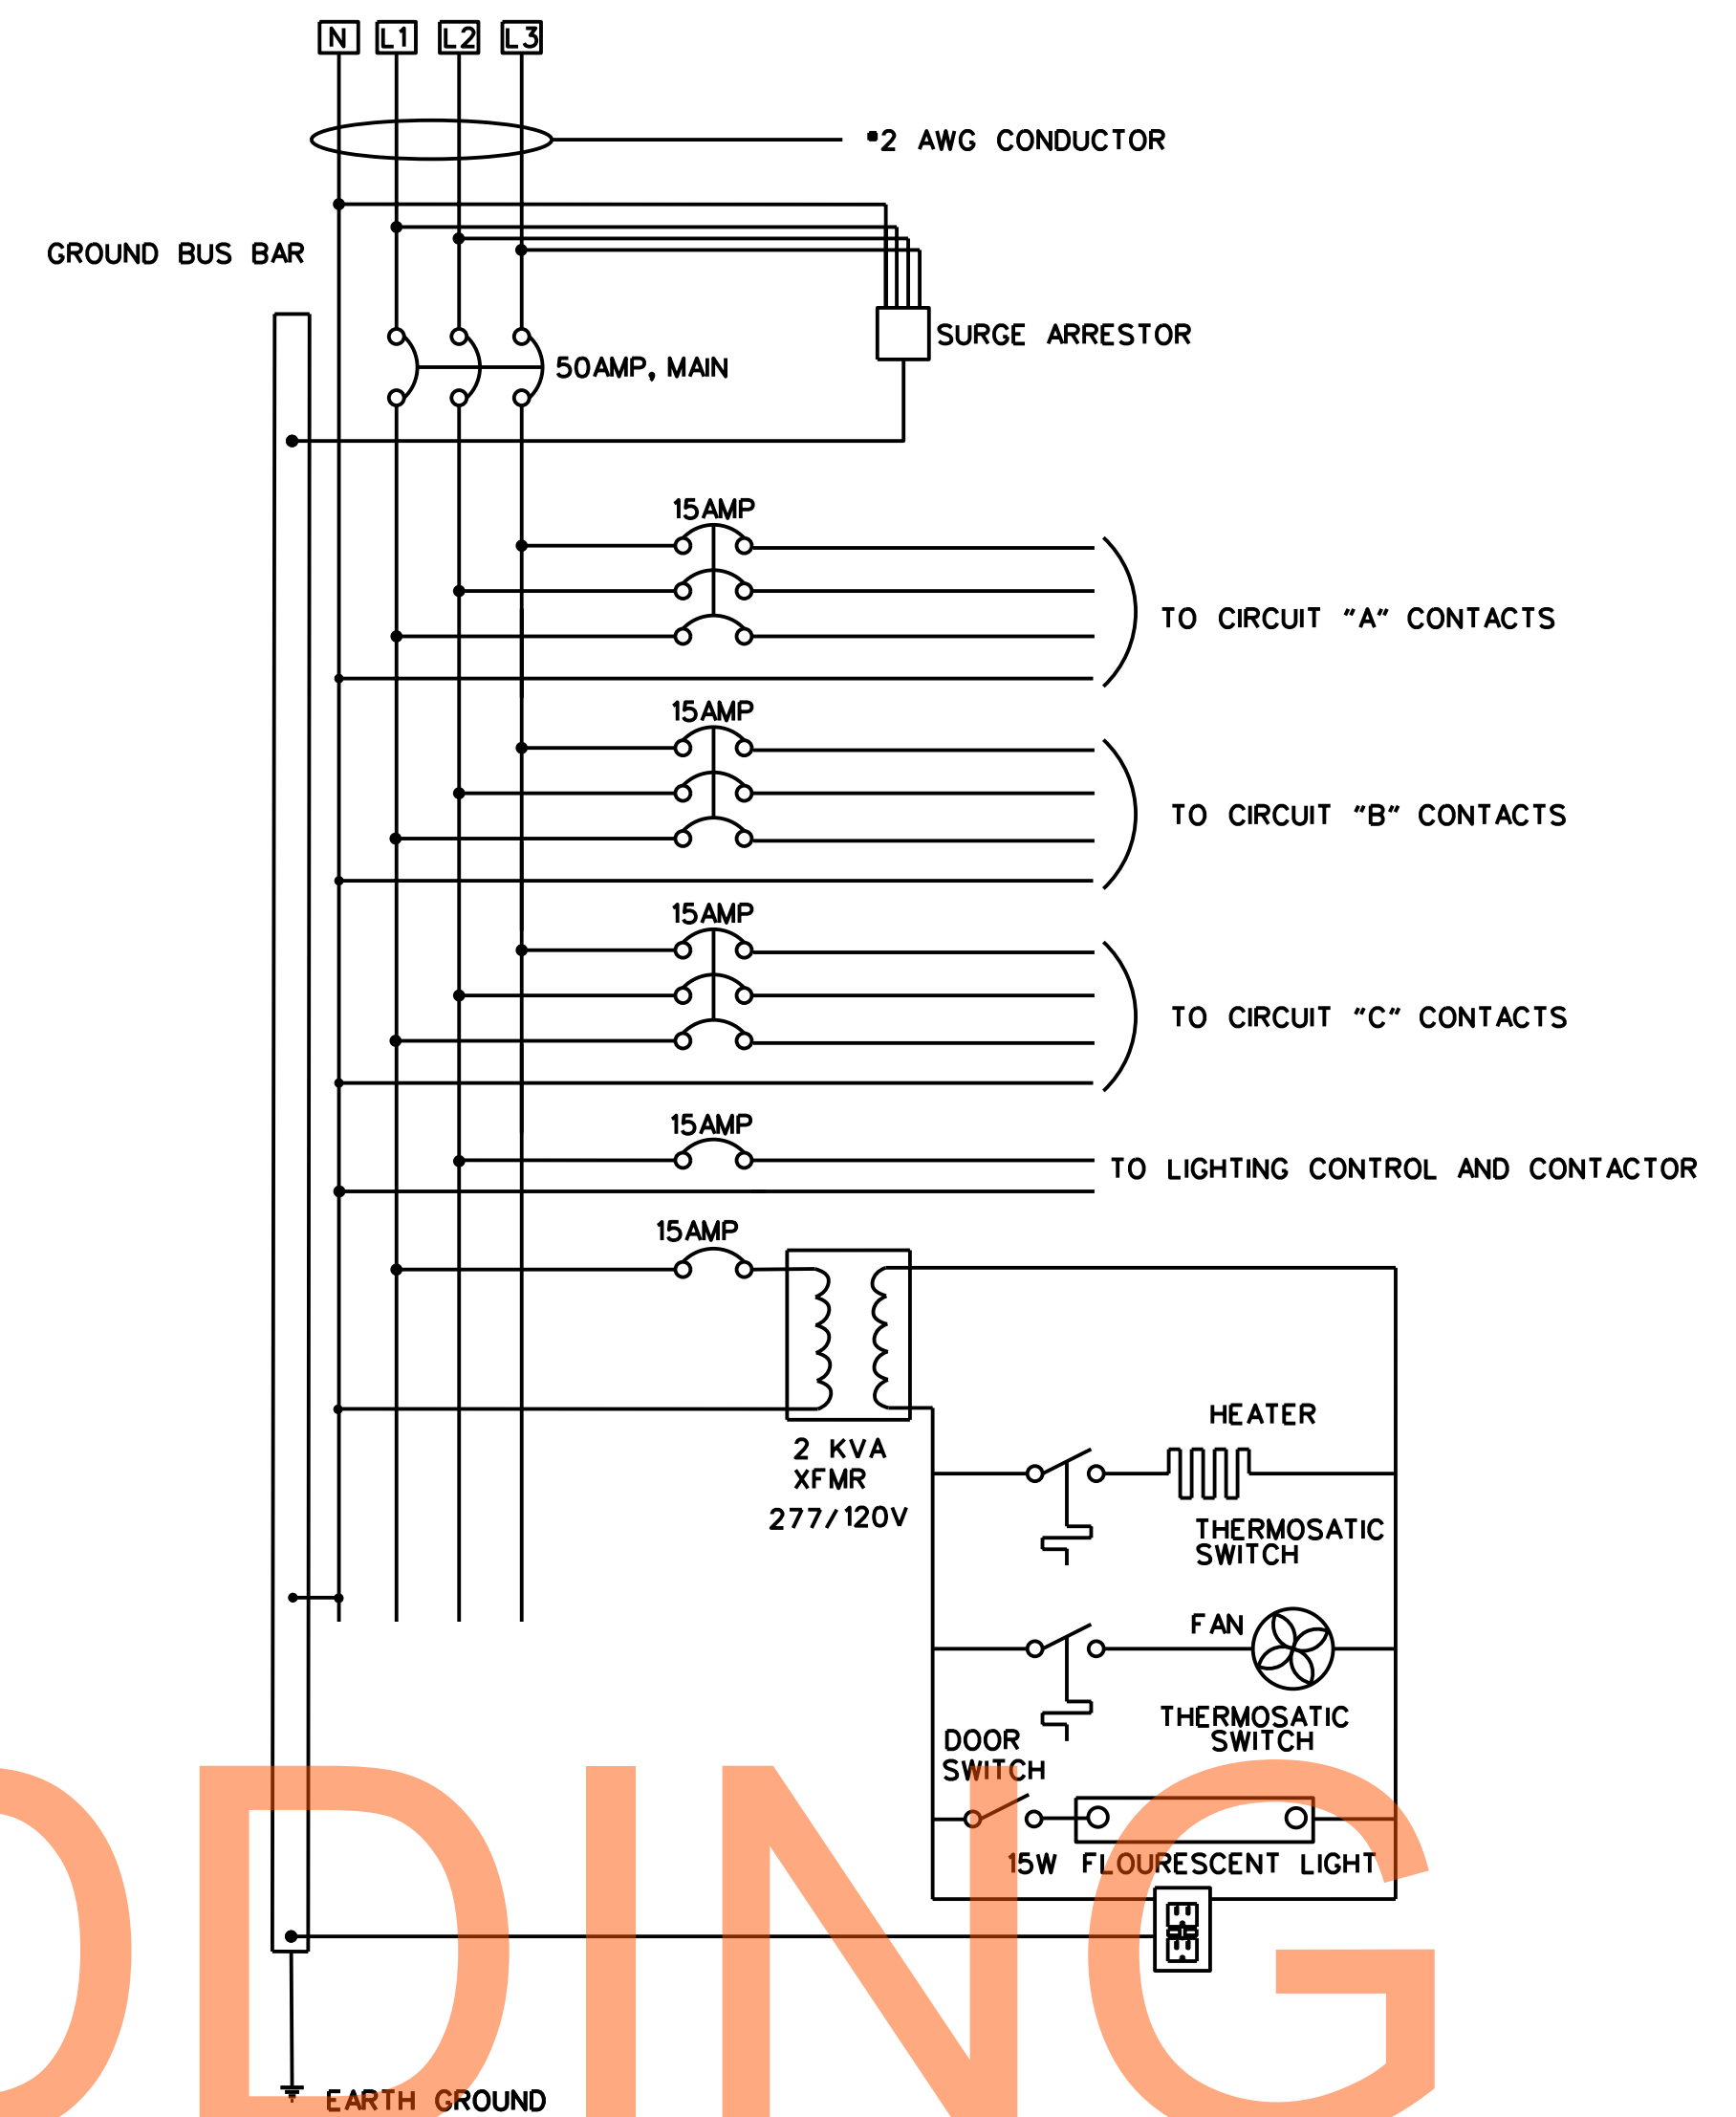 N L1 L2 L3
#2 AWG CONDUCTOR
GROUND BUS BAR
SURGE ARRESTOR
50AMP, MAIN
15AMP
TO CIRCUIT "A" CONTACTS
15AMP
TO CIRCUIT "B" CONTACTS
15AMP
TO CIRCUIT "C" CONTACTS
15AMP
TO LIGHTING CONTROL AND CONTACTOR
15AMP
HEATER
2 KVA
XFMR
277/120V
THERMOSATIC
SWITCH
FAN
THERMOSATIC
SWITCH
DOOR
SWITCH
15W FLOURESCENT LIGHT
EARTH GROUND
DING